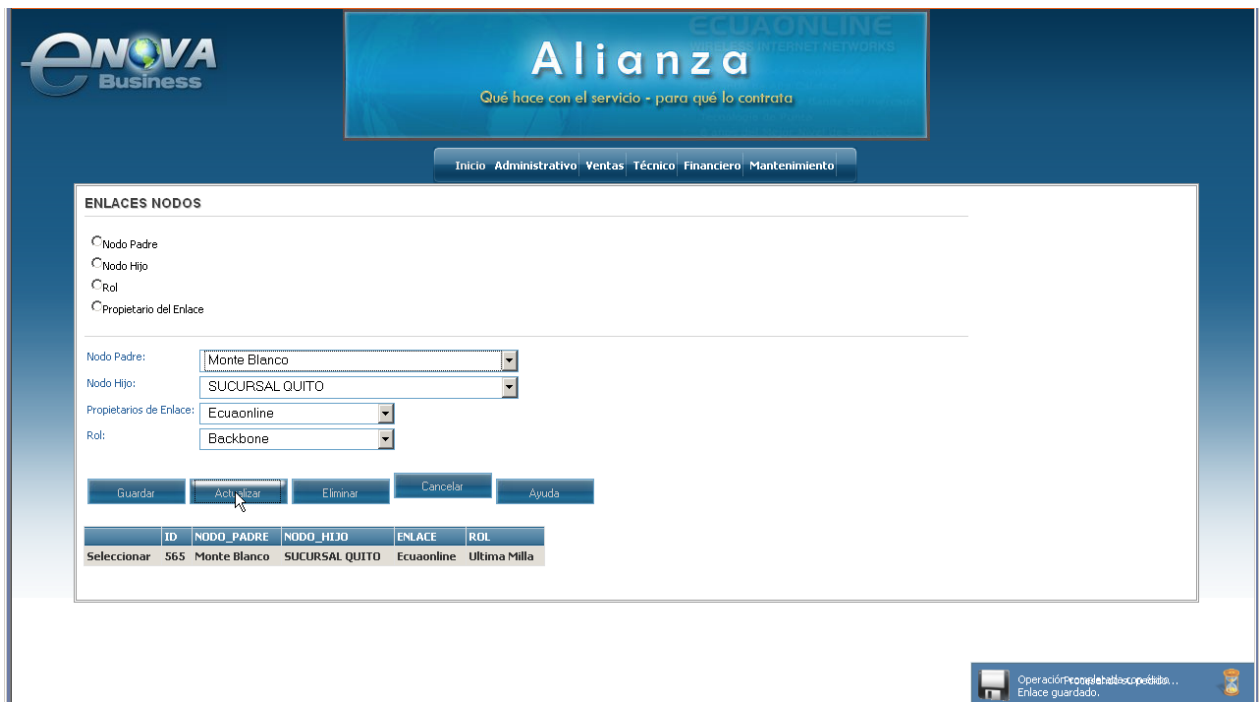 eNOVA
Business
ECUAONLINE
WIRELESS INTERNET NETWORKS
Alianza
Qué hace con el servicio - para qué lo contrata
Inicio Administrativo Ventas Técnico Financiero Mantenimiento
ENLACES NODOS
Nodo Padre
Nodo Hijo
Rol
Propietario del Enlace
Nodo Padre: Monte Blanco
Nodo Hijo: SUCURSAL QUITO
Propietarios de Enlace: Ecuaonline
Rol: Backbone
Guardar Actualizar Eliminar Cancelar Ayuda
ID NODO_PADRE NODO_HIJO ENLACE ROL
Seleccionar 565 Monte Blanco SUCURSAL QUITO Ecuaonline Ultima Milla
Operación
Enlace guardado.